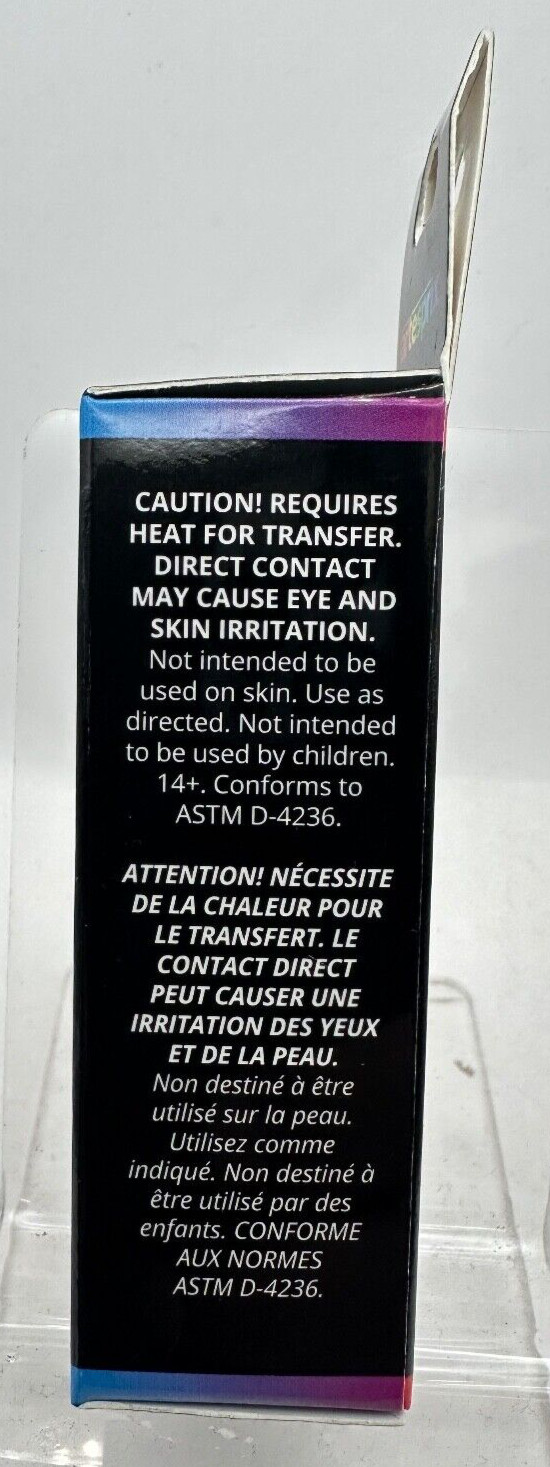 CAUTION! REQUIRES
HEAT FOR TRANSFER.
DIRECT CONTACT
MAY CAUSE EYE AND
SKIN IRRITATION.
Not intended to be
used on skin. Use as
directed. Not intended
to be used by children.
14+. Conforms to
ASTM D-4236.
ATTENTION! NÉCESSITE
DE LA CHALEUR POUR
LE TRANSFERT. LE
CONTACT DIRECT
PEUT CAUSER UNE
IRRITATION DES YEUX
ET DE LA PEAU.
Non destiné à être
utilisé sur la peau.
Utilisez comme
indiqué. Non destiné à
être utilisé par des
enfants. CONFORME
AUX NORMES
ASTM D-4236.